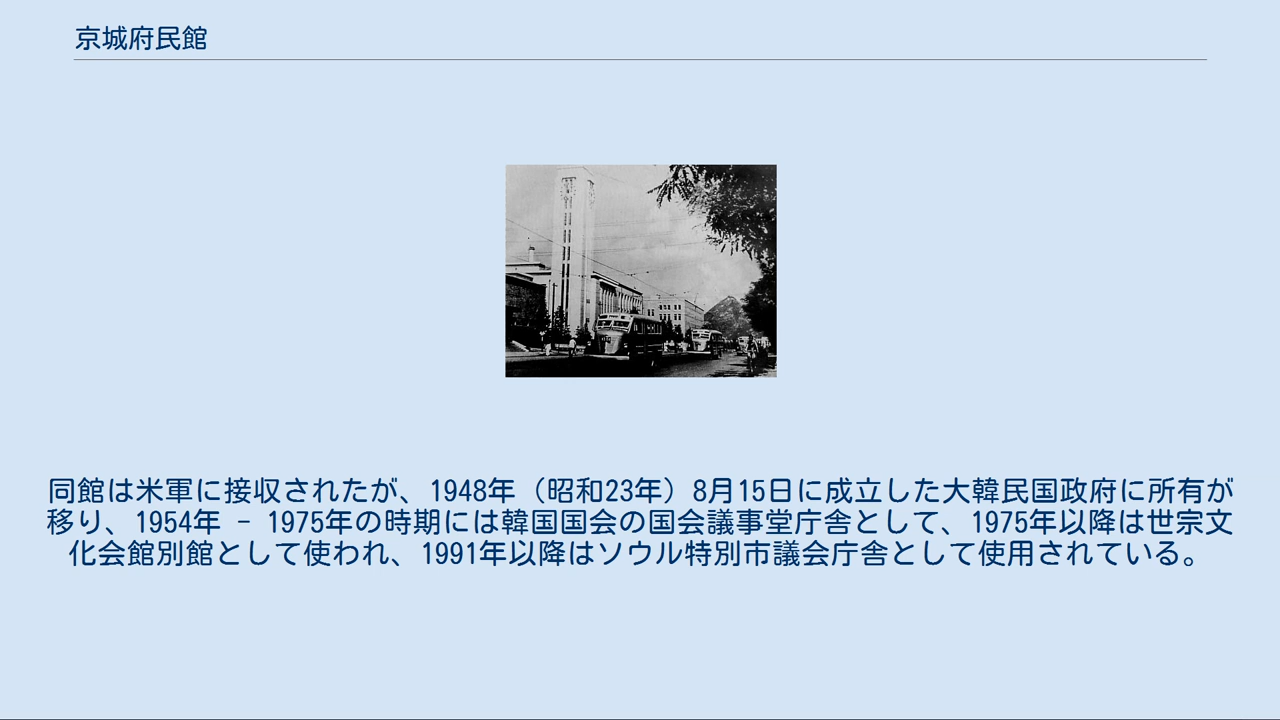 京城府民館
同館は米軍に接収されたが、1948年（昭和23年）8月15日に成立した大韓民国政府に所有が
移り、1954年 - 1975年の時期には韓国国会の国会議事堂庁舎として、1975年以降は世宗文
化会館別館として使われ、1991年以降はソウル特別市議会庁舎として使用されている。